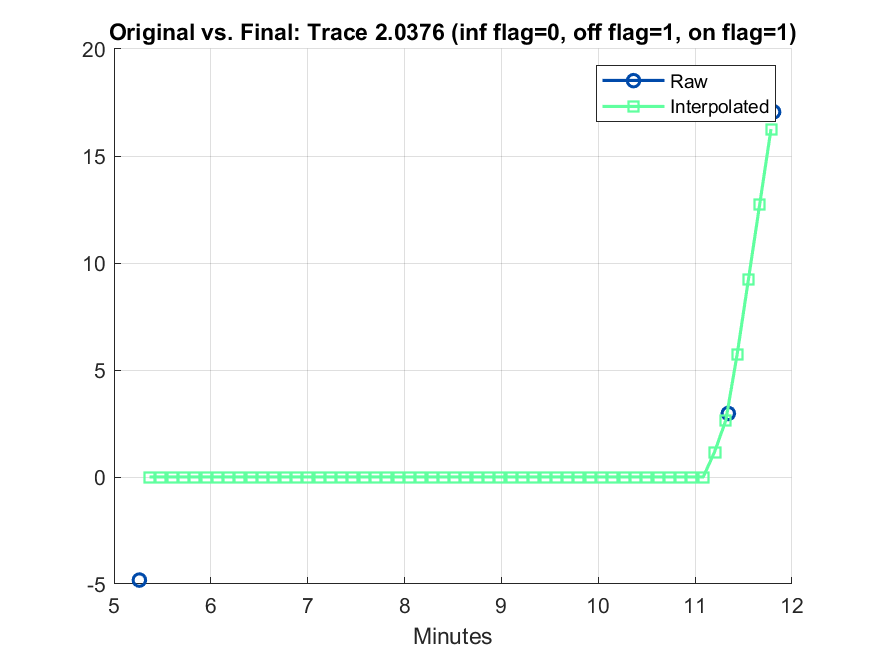 Original vs. Final: Trace 2.0376 (inf flag=0, off flag=1, on flag=1)
20
15
10
5
0
-5
Raw
Interpolated
5 6 7 8 9 10 11 12
Minutes